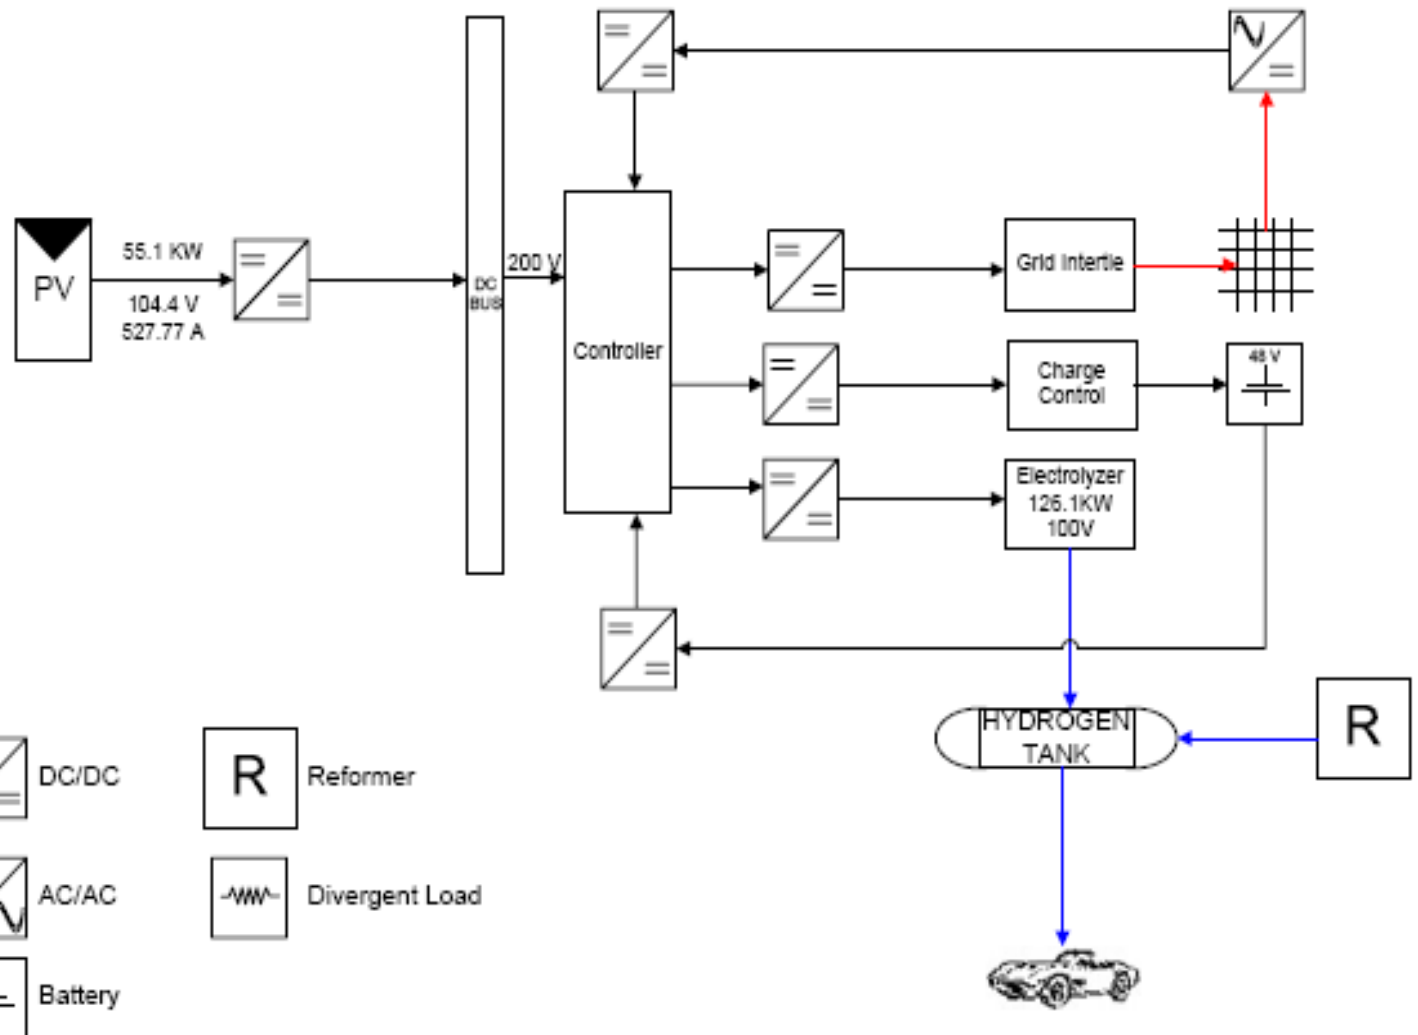 55.1 KW
PV
104.4 V
527.77 A
DC
BUS
200 V
Controller
Grid Intertie
Charge
Control
48 V
Electrolyzer
126.1KW
100V
HYDROGEN
TANK
R
DC/DC
R
Reformer
AC/AC
Divergent Load
Battery